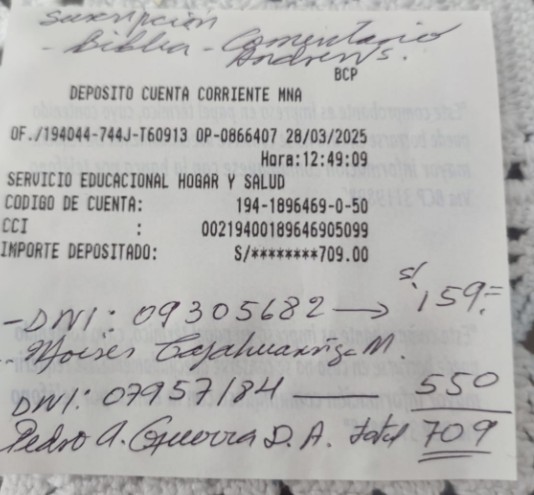 Suscripción
- Biblia - Comentario
Andrews.
BCP
DEPOSITO CUENTA CORRIENTE MNA
OF./194044-744J-T60913 OP-0866407 28/03/2025
Hora:12:49:09
SERVICIO EDUCACIONAL HOGAR Y SALUD
CODIGO DE CUENTA: 194-1896469-0-50
CCI : 00219400189646905099
IMPORTE DEPOSITADO: S/********709.00
- DNI: 09305682 → S/ 159.=
- Moises M.
DNI: 07957184 550
Pedro A. Guerra D. A. Total 709